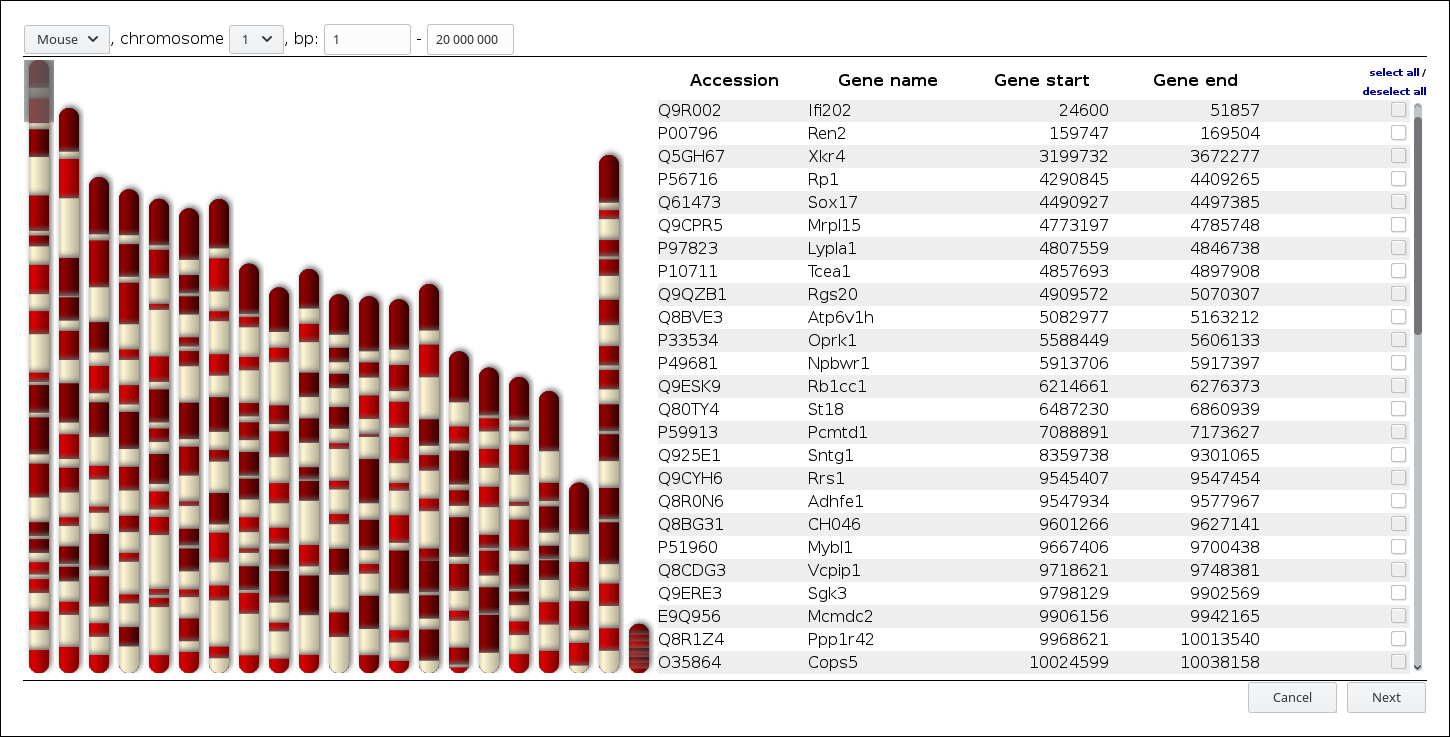 Mouse , chromosome 1 , bp: 1 - 20 000 000
Accession Gene name Gene start Gene end select all /
deselect all
Q9R002 Ifi202 24600 51857
P00796 Ren2 159747 169504
Q5GH67 Xkr4 3199732 3672277
P56716 Rp1 4290845 4409265
Q61473 Sox17 4490927 4497385
Q9CPR5 Mrpl15 4773197 4785748
P97823 Lypla1 4807559 4846738
P10711 Tcea1 4857693 4897908
Q9QZB1 Rgs20 4909572 5070307
Q8BVE3 Atp6v1h 5082977 5163212
P33534 Oprk1 5588449 5606133
P49681 Npbwr1 5913706 5917397
Q9ESK9 Rb1cc1 6214661 6276373
Q80TY4 St18 6487230 6860939
P59913 Pcmtd1 7088891 7173627
Q925E1 Sntg1 8359738 9301065
Q9CYH6 Rrs1 9545407 9547454
Q8R0N6 Adhfe1 9547934 9577967
Q8BG31 CH046 9601266 9627141
P51960 Mybl1 9667406 9700438
Q8CDG3 Vcpip1 9718621 9748381
Q9ERE3 Sgk3 9798129 9902569
E9Q956 Mcmdc2 9906156 9942165
Q8R1Z4 Ppp1r42 9968621 10013540
O35864 Cops5 10024599 10038158
Cancel Next